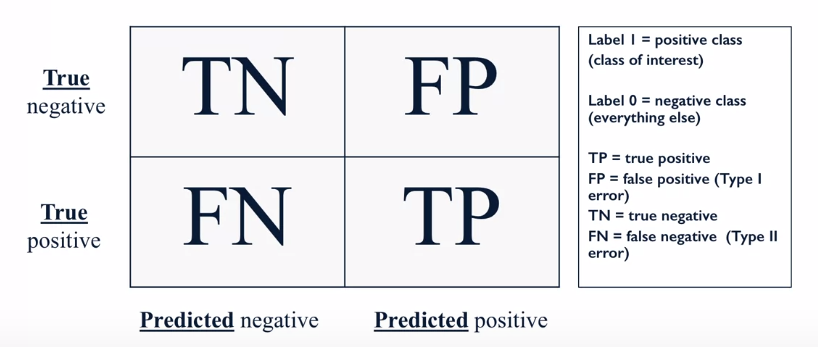 True
negative
TN
FP
True
positive
FN
TP
Predicted negative
Predicted positive
Label 1 = positive class
(class of interest)
Label 0 = negative class
(everything else)
TP = true positive
FP = false positive (Type I
error)
TN = true negative
FN = false negative (Type II
error)